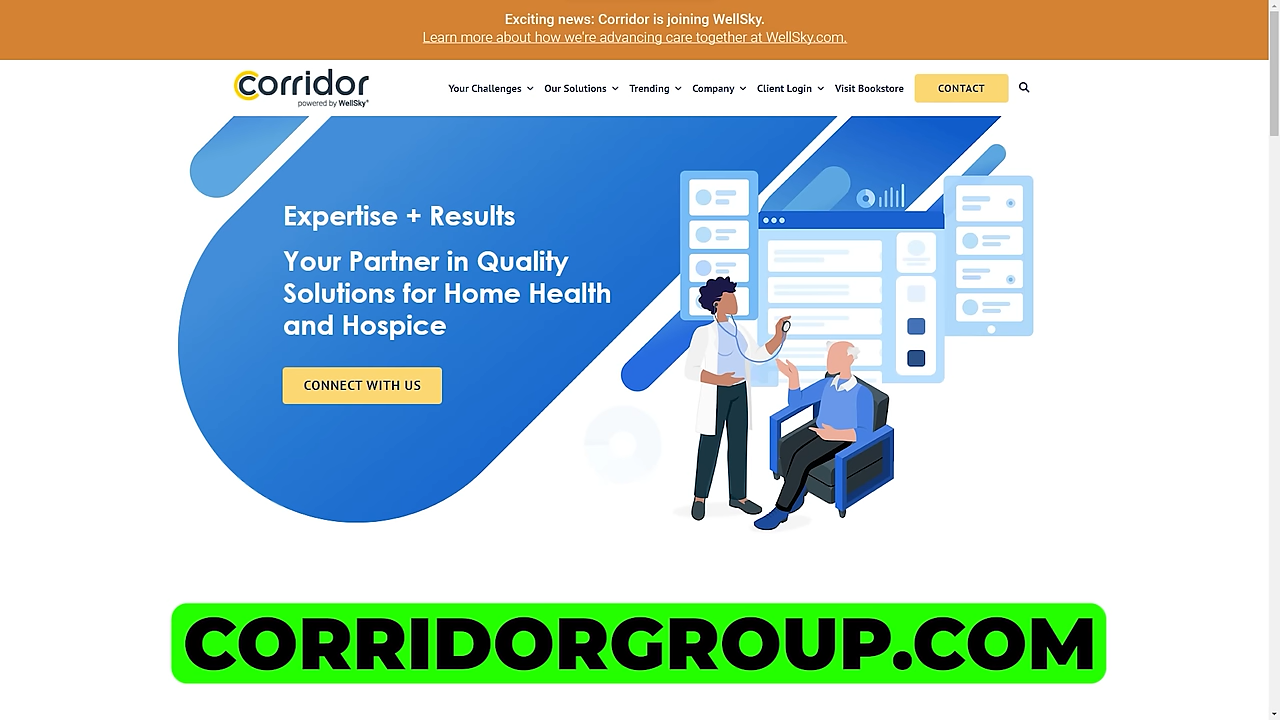 Exciting news: Corridor is joining WellSky.
Learn more about how we're advancing care together at WellSky.com.
corridor
powered by WellSky®
Your Challenges
Our Solutions
Trending
Company
Client Login
Visit Bookstore
CONTACT
Expertise + Results
Your Partner in Quality
Solutions for Home Health
and Hospice
CONNECT WITH US
CORRIDORGROUP.COM